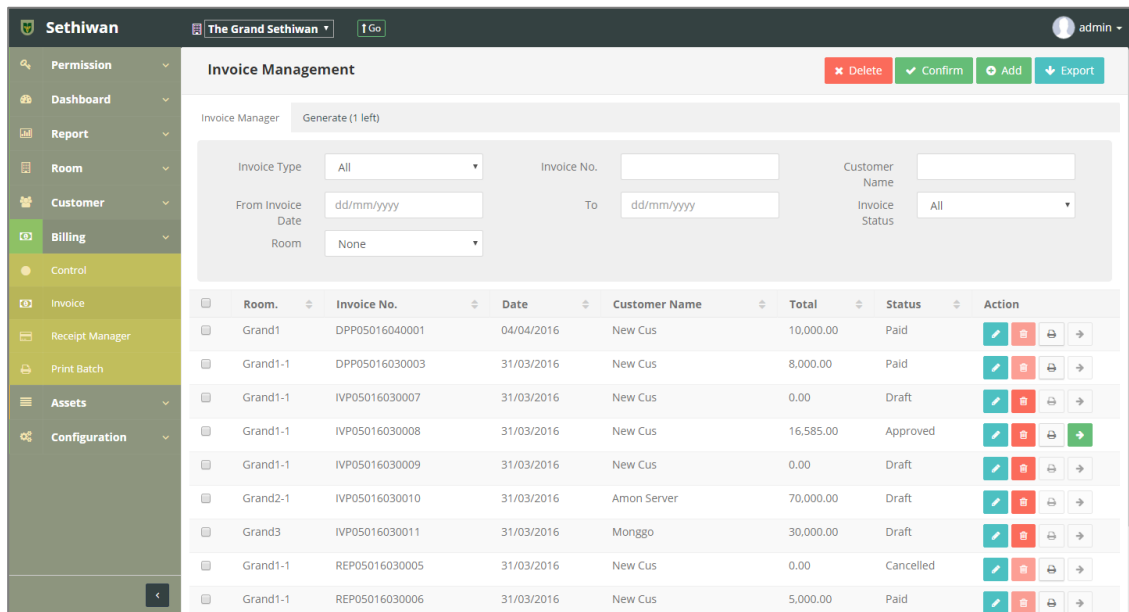 Sethiwan
The Grand Sethiwan
Go
admin
Permission
Dashboard
Report
Room
Customer
Billing
Control
Invoice
Receipt Manager
Print Batch
Assets
Configuration
Invoice Management
Delete
Confirm
Add
Export
Invoice Manager
Generate (1 left)
Invoice Type
All
Invoice No.
Customer
Name
From Invoice
Date
dd/mm/yyyy
To
dd/mm/yyyy
Invoice
Status
All
Room
None
Room. Invoice No. Date Customer Name Total Status Action
Grand1 DPP05016040001 04/04/2016 New Cus 10,000.00 Paid
Grand1-1 DPP05016030003 31/03/2016 New Cus 8,000.00 Paid
Grand1-1 IVP05016030007 31/03/2016 New Cus 0.00 Draft
Grand1-1 IVP05016030008 31/03/2016 New Cus 16,585.00 Approved
Grand1-1 IVP05016030009 31/03/2016 New Cus 0.00 Draft
Grand2-1 IVP05016030010 31/03/2016 Amon Server 70,000.00 Draft
Grand3 IVP05016030011 31/03/2016 Monggo 30,000.00 Draft
Grand1-1 REP05016030005 31/03/2016 New Cus 0.00 Cancelled
Grand1-1 REP05016030006 31/03/2016 New Cus 5,000.00 Paid